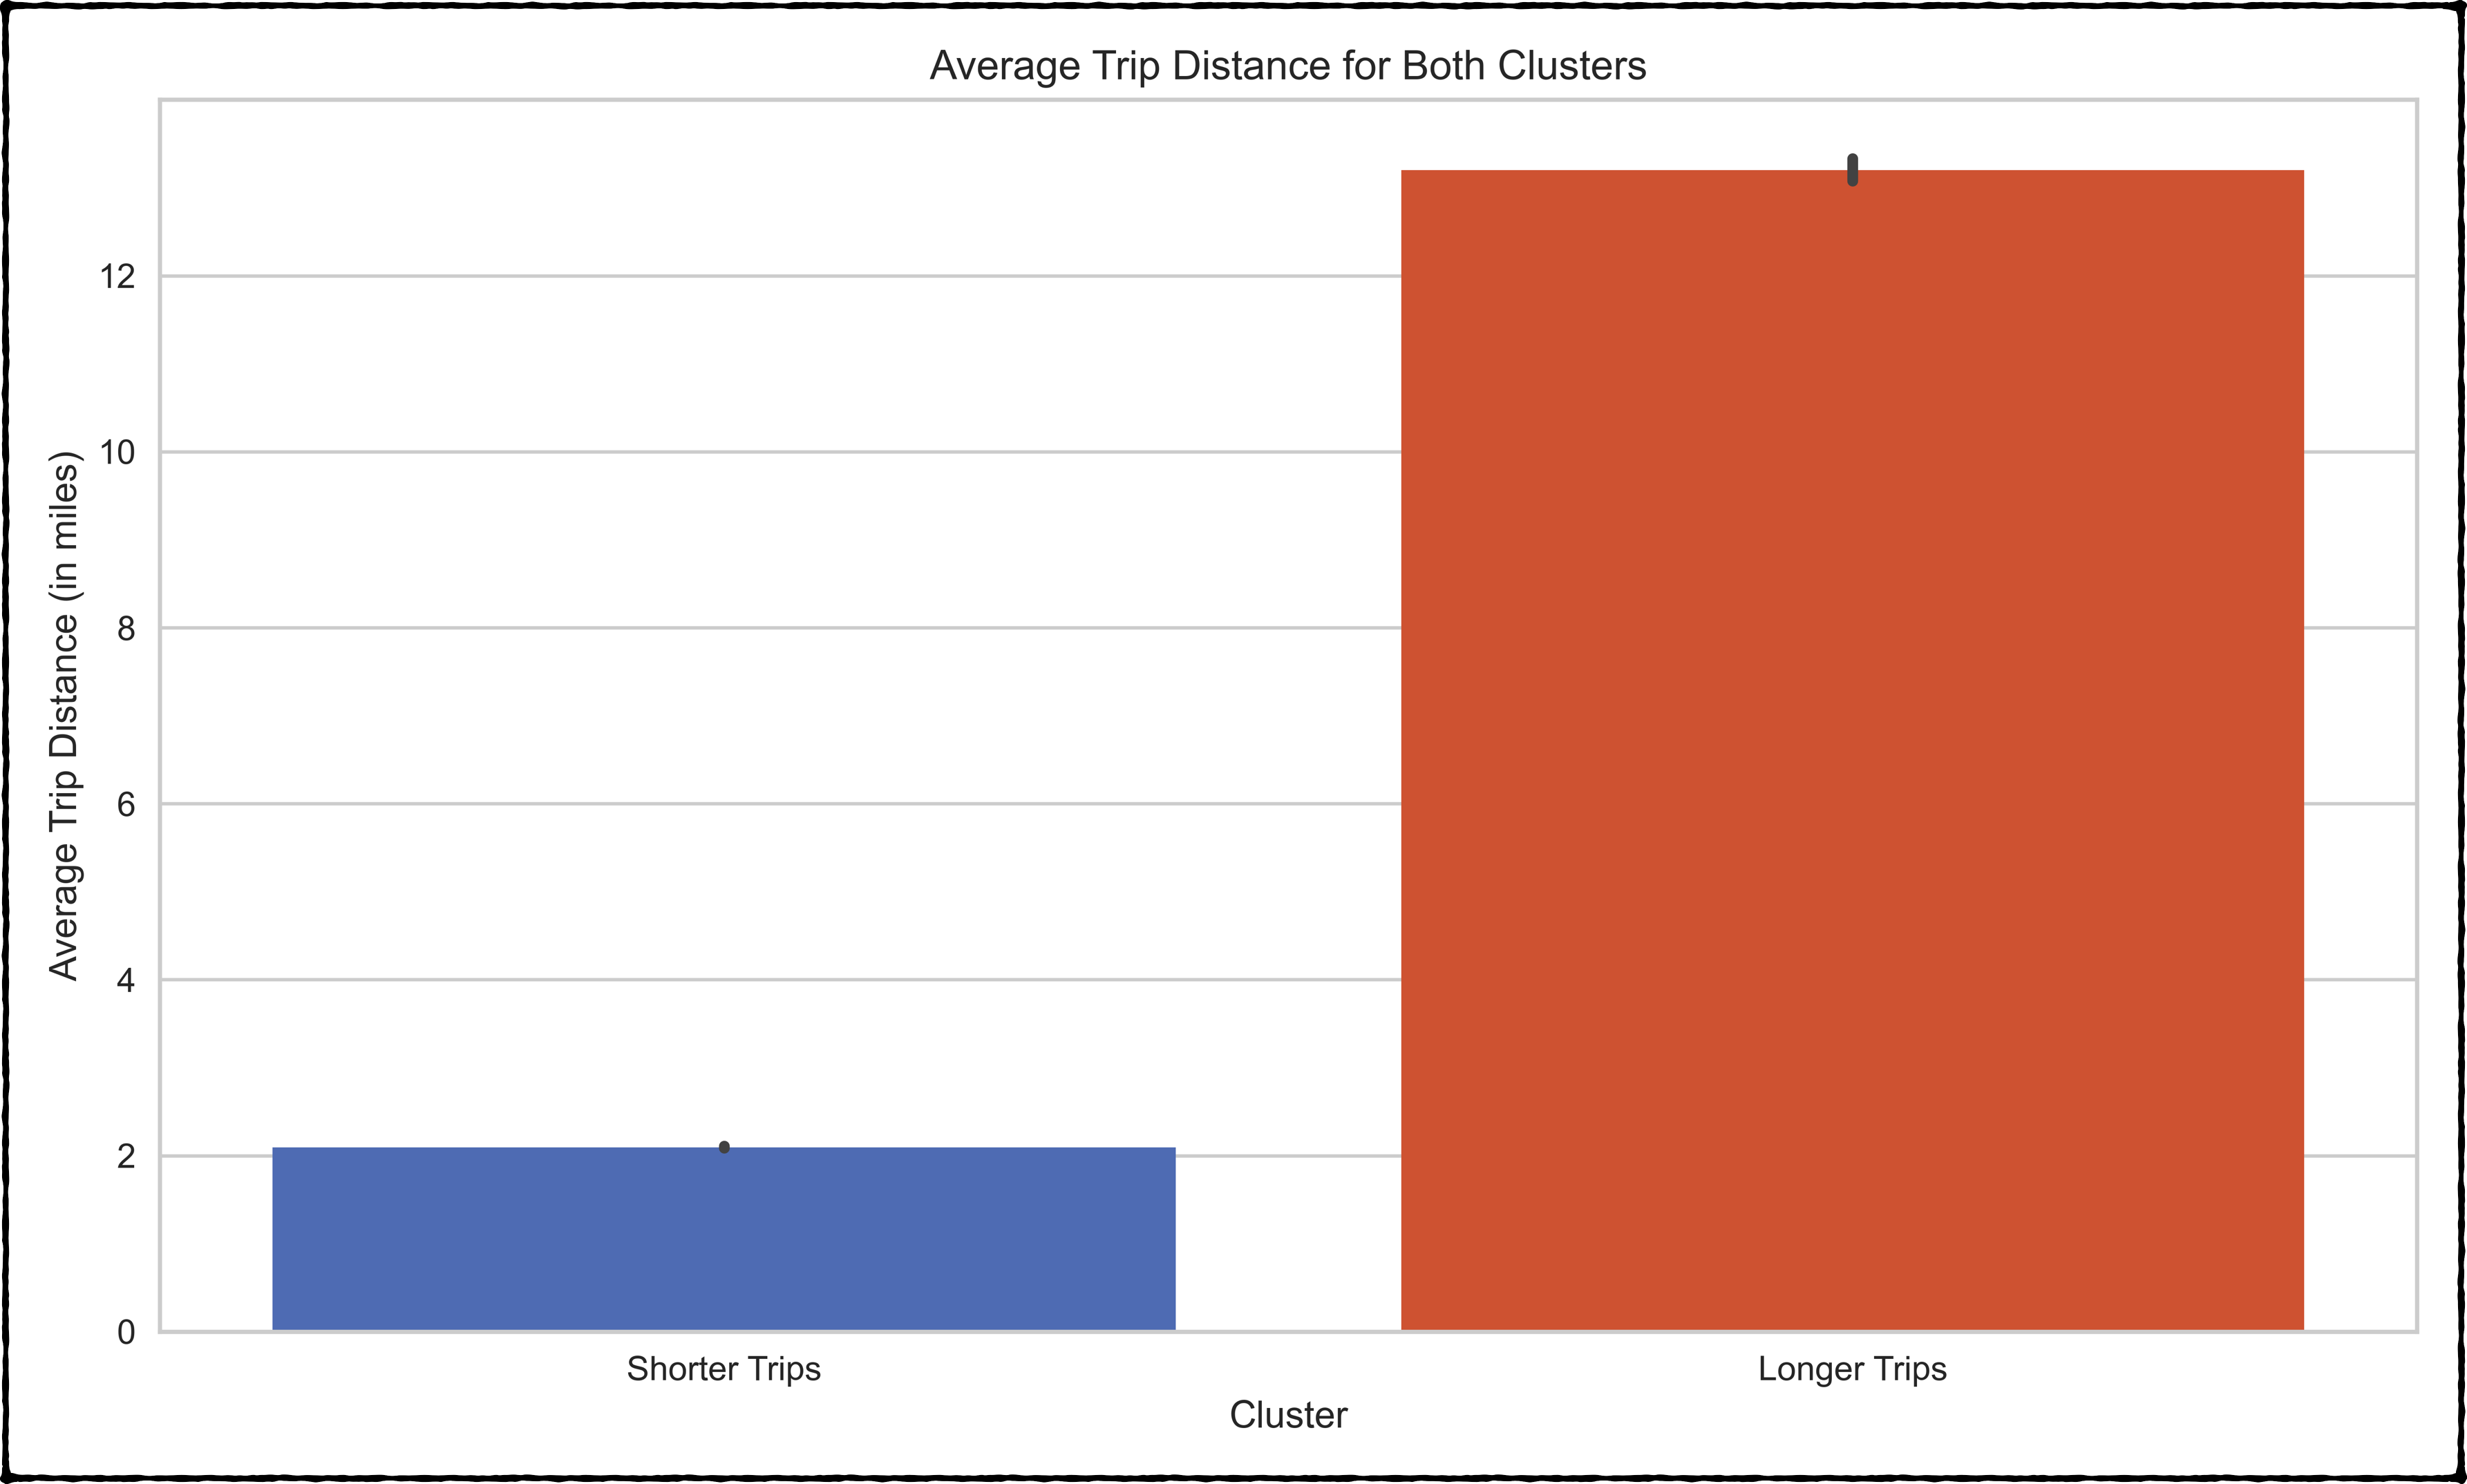 Average Trip Distance for Both Clusters
Average Trip Distance (in miles)
12
10
8
6
4
2
0
Shorter Trips
Longer Trips
Cluster